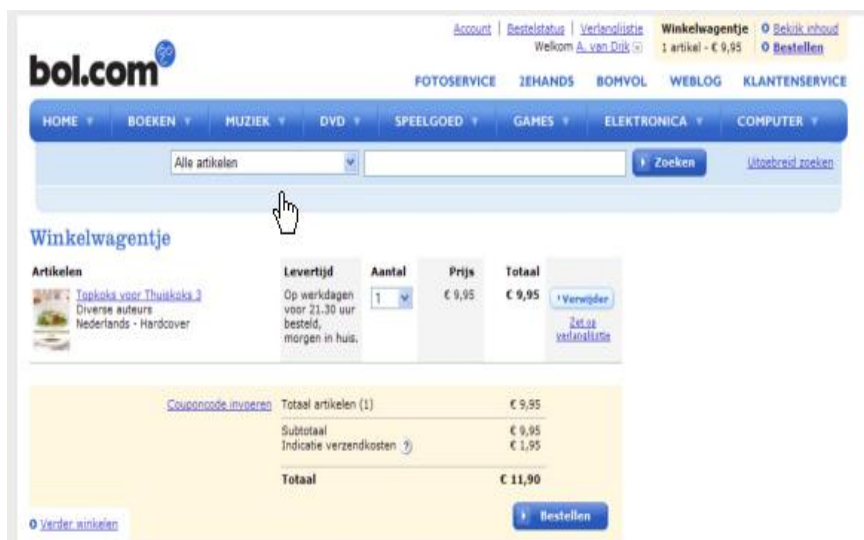 Account | Bestelstatus | Verlanglijstje Winkelwagentje Bekijk inhoud
Welkom A. van Drik 1 artikel - € 9,95 Bestellen
bol.com
FOTOSERVICE 2EHANDS BOMVOL WEBLOG KLANTENSERVICE
HOME BOEKEN MUZIEK DVD SPEELGOED GAMES ELEKTRONICA COMPUTER
Alle artikelen Zoeken Uitgebreid zoeken
Winkelwagentje
Artikelen Levertijd Aantal Prijs Totaal
Topkoks voor Thuiskoks 3 Op werkdagen 1 € 9,95 € 9,95 Verwijder
Diverse auteurs voor 21.30 uur
Nederlands - Hardcover besteld, Zet op
morgen in huis. verlanglijstje
Couponcode invoeren Totaal artikelen (1) € 9,95
Subtotaal € 9,95
Indicatie verzendkosten ? € 1,95
Totaal € 11,90
Bestellen
Verder winkelen